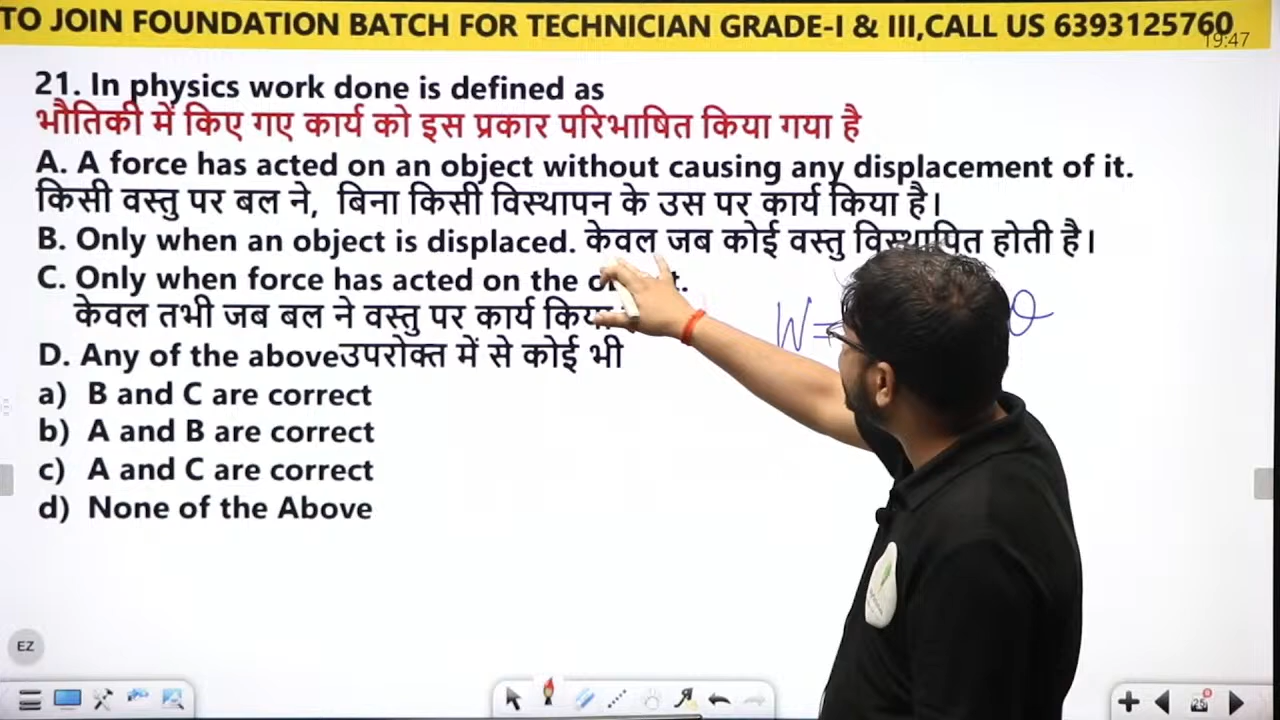 TO JOIN FOUNDATION BATCH FOR TECHNICIAN GRADE-I & III,CALL US 6393125760
19:47
21. In physics work done is defined as
भौतिकी में किए गए कार्य को इस प्रकार परिभाषित किया गया है
A. A force has acted on an object without causing any displacement of it.
किसी वस्तु पर बल ने, बिना किसी विस्थापन के उस पर कार्य किया है।
B. Only when an object is displaced. केवल जब कोई वस्तु विस्थापित होती है।
C. Only when force has acted on the
केवल तभी जब बल ने वस्तु पर कार्य
W=
θ
D. Any of the aboveउपरोक्त में से कोई भी
a) B and C are correct
b) A and B are correct
c) A and C are correct
d) None of the Above
EZ